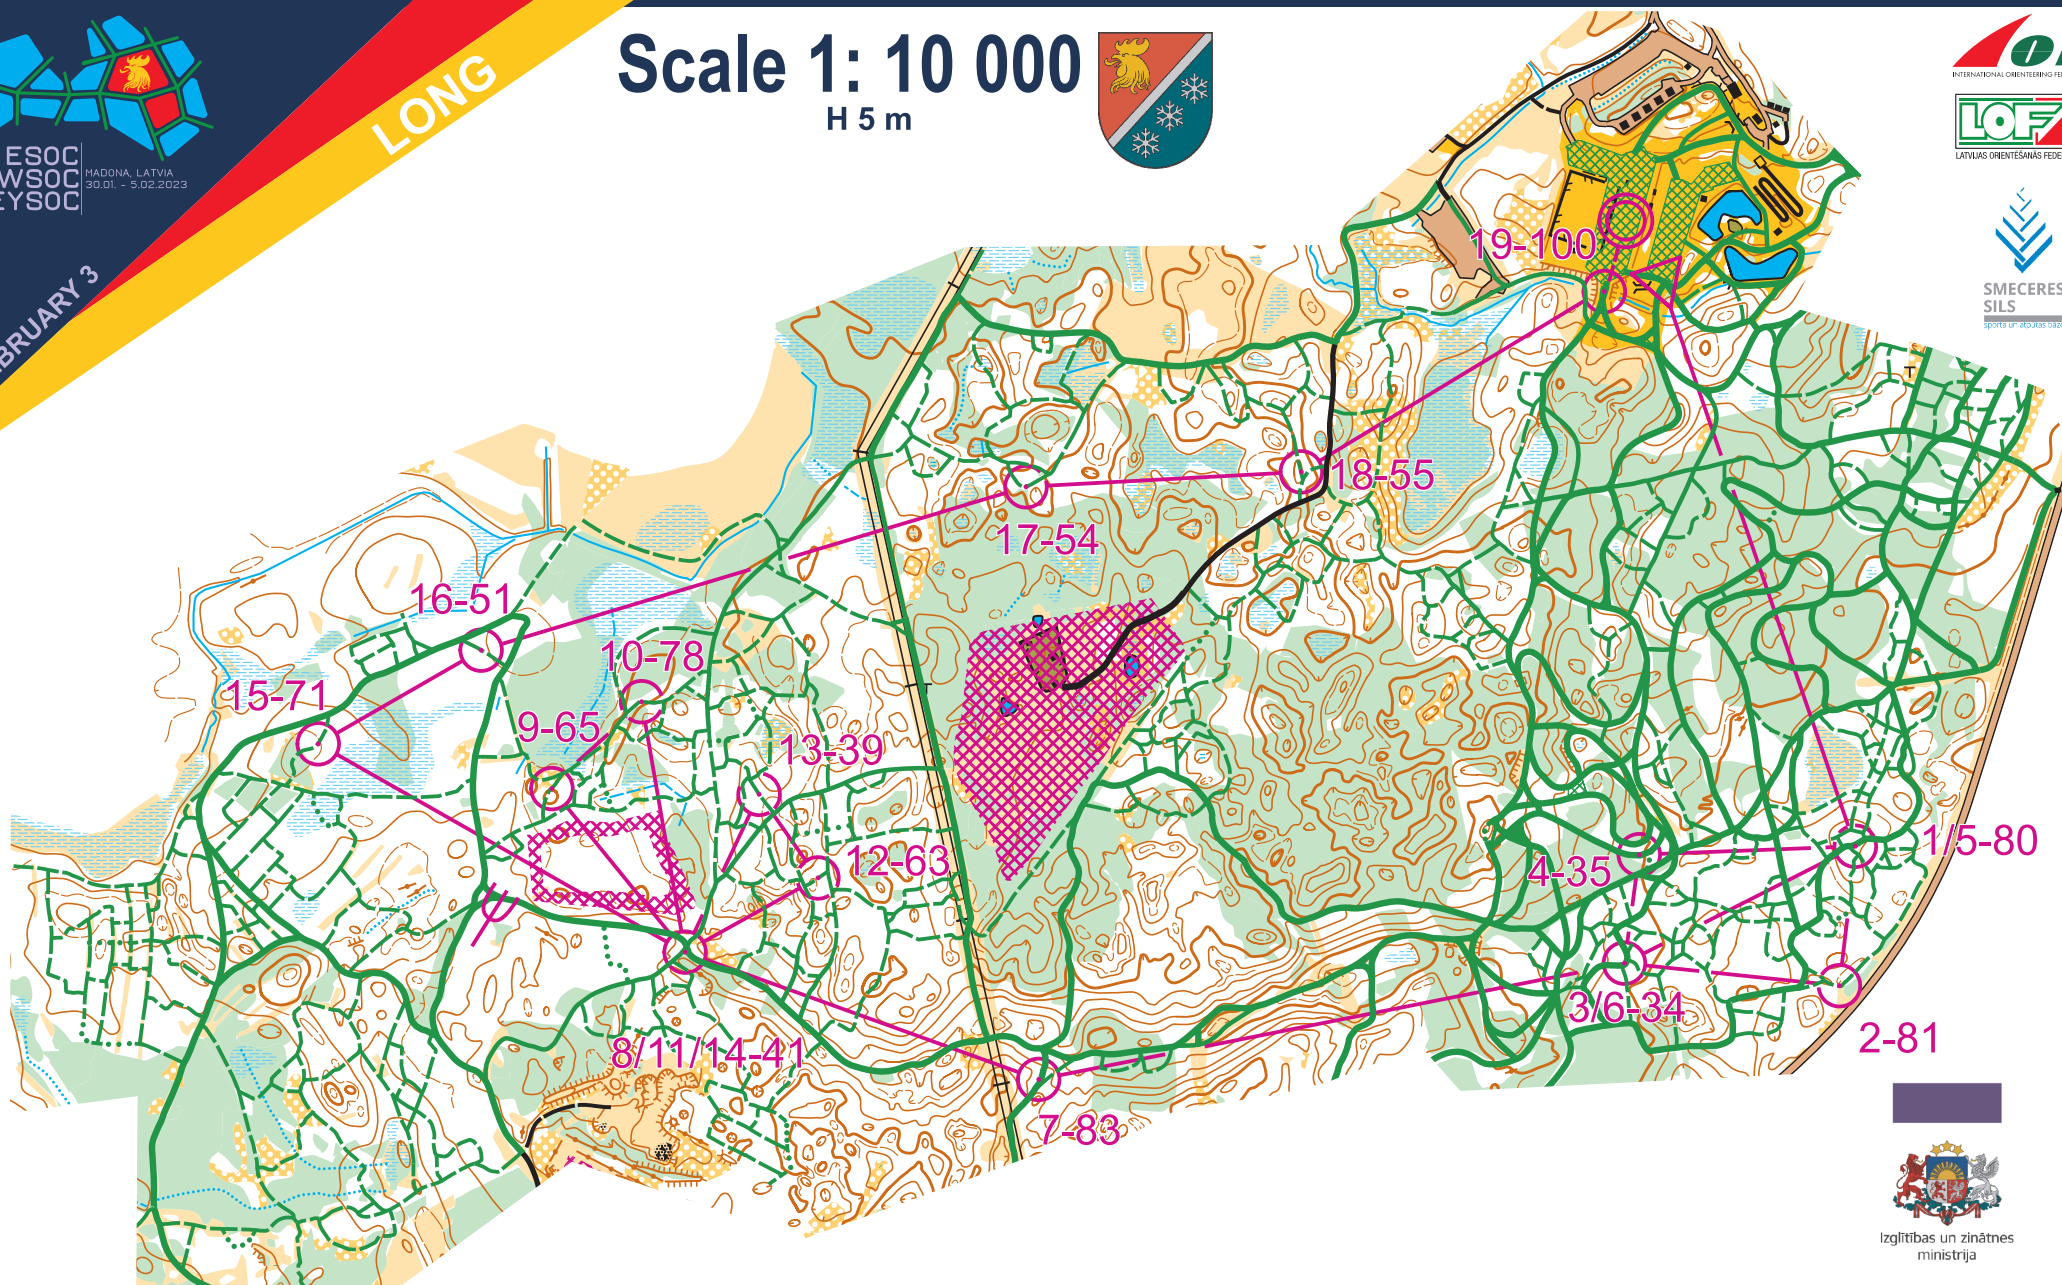 Scale 1: 10 000
H 5 m
LONG
ESOC
WSOC
EYSOC
MADONA, LATVIA
30.01. - 5.02.2023
BRUARY 3
INTERNATIONAL ORIENTEERING
LOF
LATVIJAS ORIENTĒŠANĀS
SMECERES
SILS
sporta un atpūtas
19-100
18-55
17-54
16-51
10-78
15-71
9-65
13-39
1/5-80
12-63
4-35
3/6-34
2-81
8/11/14-41
7-83
Izglītības un zinātnes
ministrija